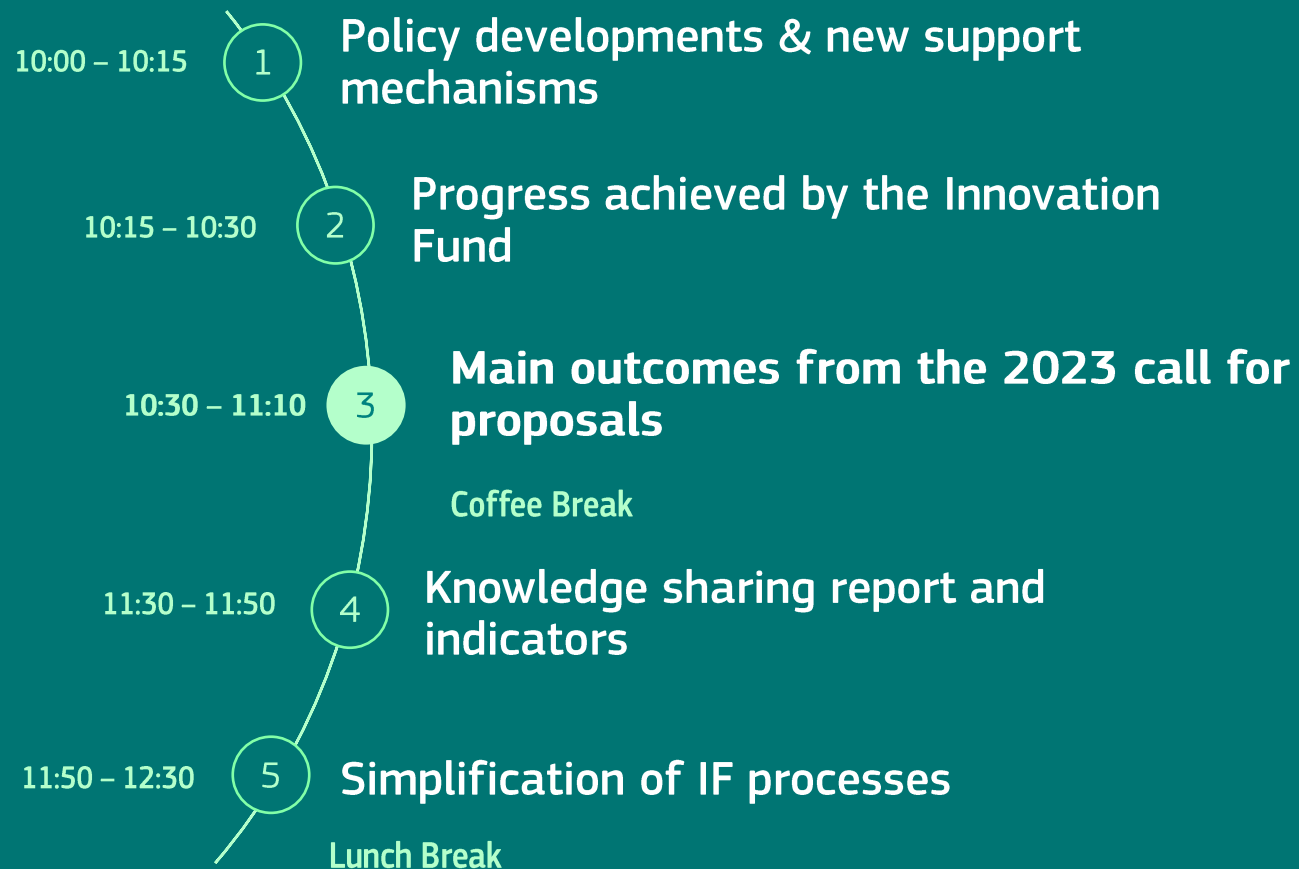 10:00 – 10:15
1
Policy developments & new support
mechanisms
10:15 – 10:30
2
Progress achieved by the Innovation
Fund
10:30 – 11:10
3
Main outcomes from the 2023 call for
proposals
Coffee Break
11:30 – 11:50
4
Knowledge sharing report and
indicators
11:50 – 12:30
5
Simplification of IF processes
Lunch Break